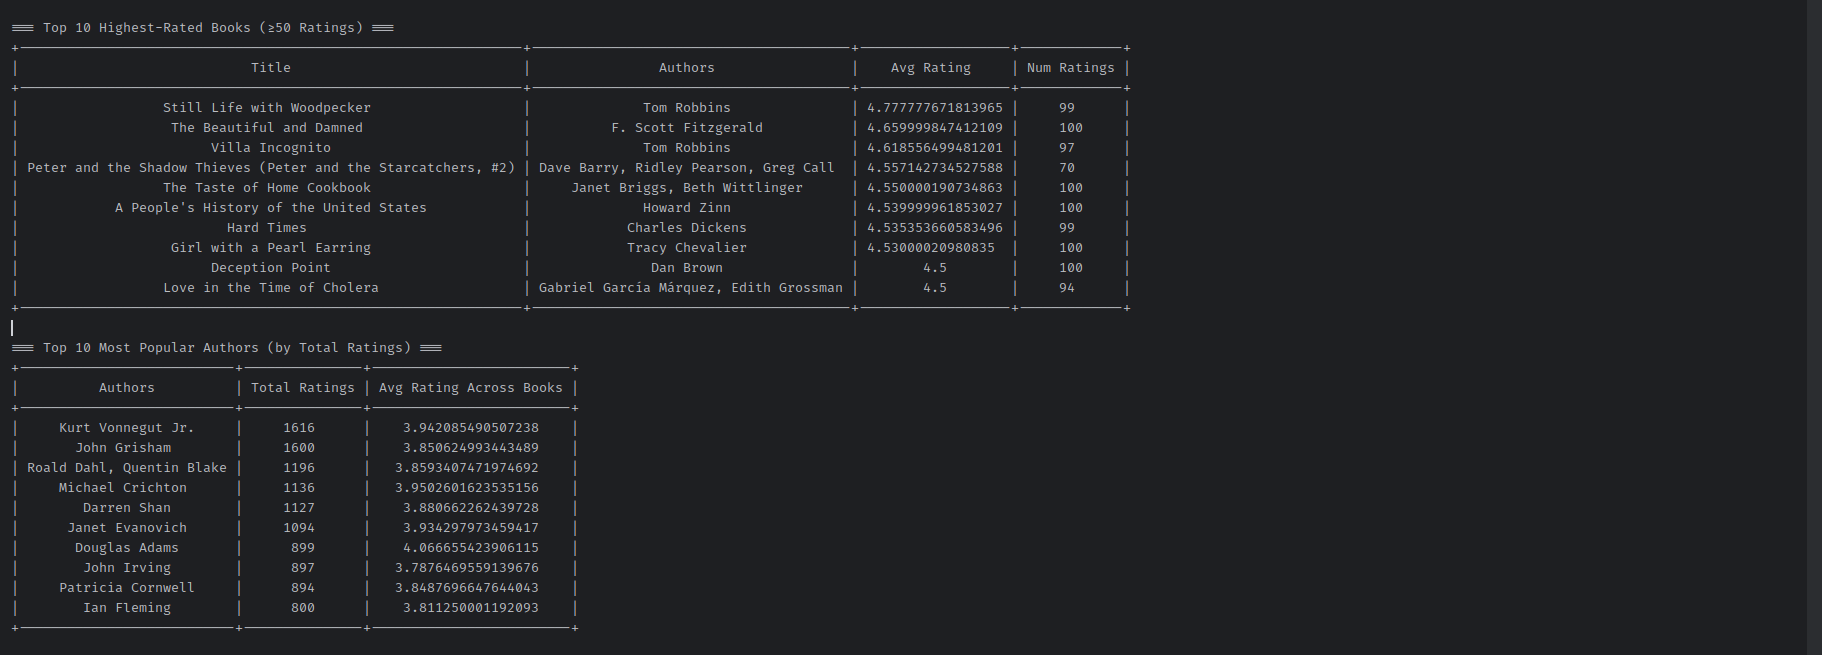 === Top 10 Highest-Rated Books (≥50 Ratings) ===
| Title | Authors | Avg Rating | Num Ratings |
| Still Life with Woodpecker | Tom Robbins | 4.777777671813965 | 99 |
| The Beautiful and Damned | F. Scott Fitzgerald | 4.659999847412109 | 100 |
| Villa Incognito | Tom Robbins | 4.618556499481201 | 97 |
| Peter and the Shadow Thieves (Peter and the Starcatchers, #2) | Dave Barry, Ridley Pearson, Greg Call | 4.557142734527588 | 70 |
| The Taste of Home Cookbook | Janet Briggs, Beth Wittlinger | 4.550000190734863 | 100 |
| A People's History of the United States | Howard Zinn | 4.539999961853027 | 100 |
| Hard Times | Charles Dickens | 4.535353660583496 | 99 |
| Girl with a Pearl Earring | Tracy Chevalier | 4.53000020980835 | 100 |
| Deception Point | Dan Brown | 4.5 | 100 |
| Love in the Time of Cholera | Gabriel García Márquez, Edith Grossman | 4.5 | 94 |
=== Top 10 Most Popular Authors (by Total Ratings) ===
| Authors | Total Ratings | Avg Rating Across Books |
| Kurt Vonnegut Jr. | 1616 | 3.942085490507238 |
| John Grisham | 1600 | 3.850624993443489 |
| Roald Dahl, Quentin Blake | 1196 | 3.8593407471974692 |
| Michael Crichton | 1136 | 3.9502601623535156 |
| Darren Shan | 1127 | 3.880662262439728 |
| Janet Evanovich | 1094 | 3.934297973459417 |
| Douglas Adams | 899 | 4.066655423906115 |
| John Irving | 897 | 3.7876469559139676 |
| Patricia Cornwell | 894 | 3.8487696647644043 |
| Ian Fleming | 800 | 3.811250001192093 |